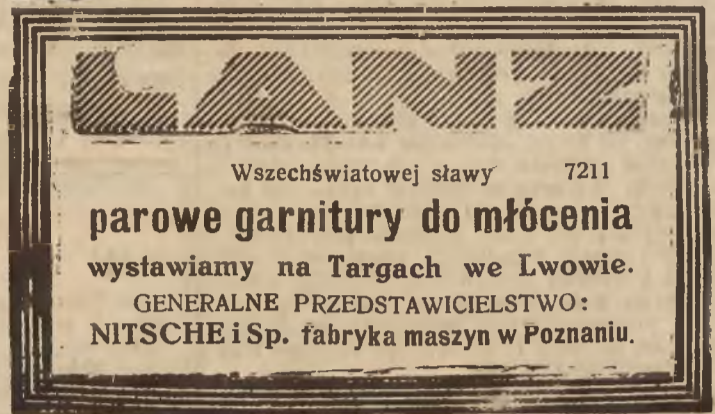 LANZ
Wszechświatowej sławy 7211
parowe garnitury do młócenia
wystawiamy na Targach we Lwowie.
GENERALNE PRZEDSTAWICIELSTWO:
NITSCHE i Sp. fabryka maszyn w Poznaniu.